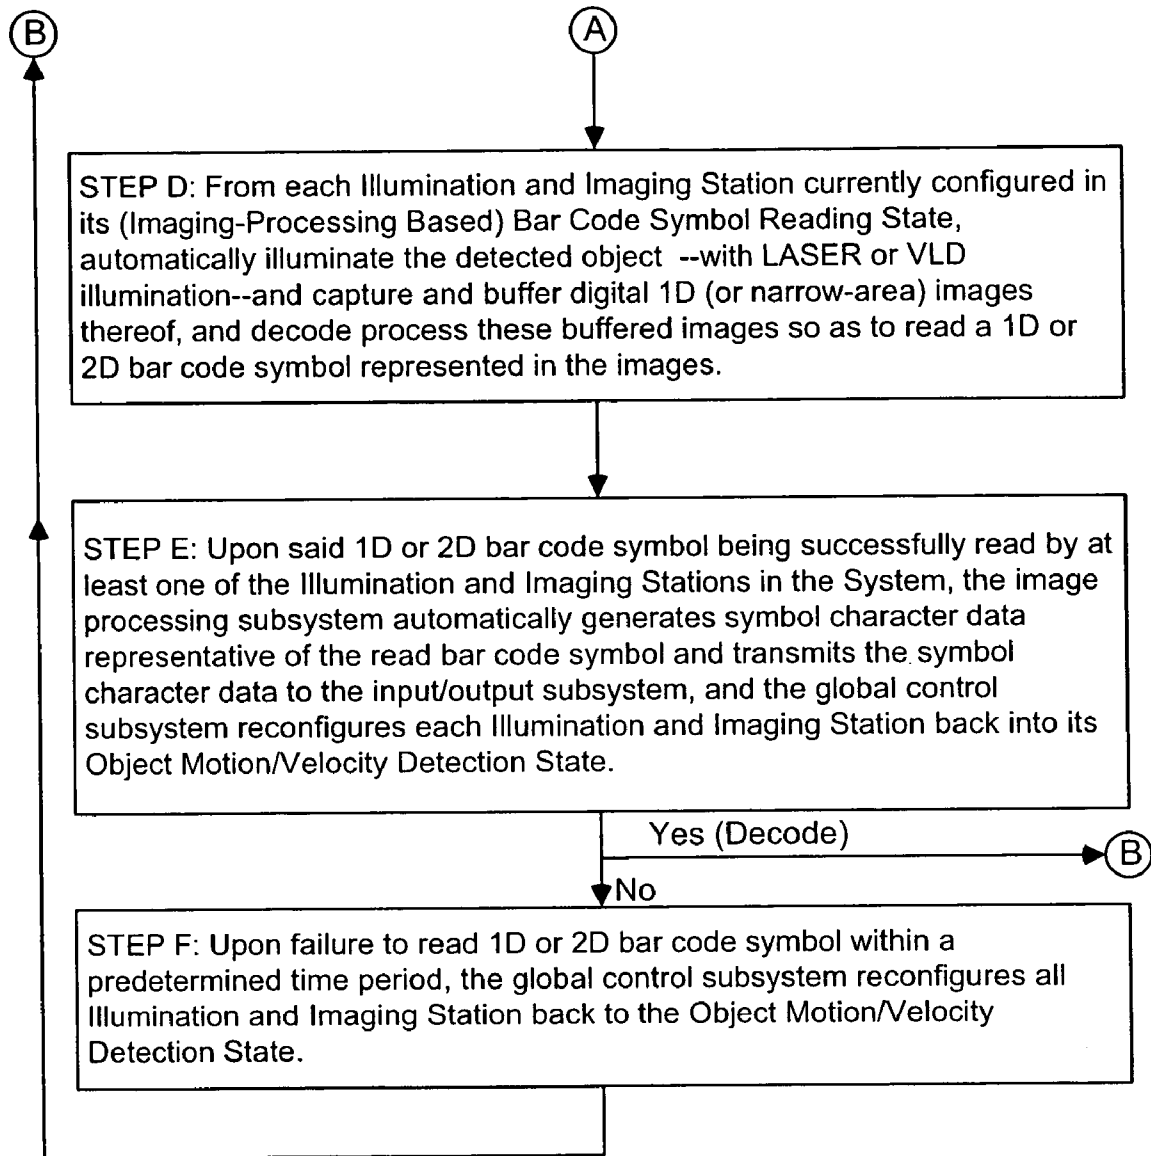 B
A
STEP D: From each Illumination and Imaging Station currently configured in
its (Imaging-Processing Based) Bar Code Symbol Reading State,
automatically illuminate the detected object --with LASER or VLD
illumination--and capture and buffer digital 1D (or narrow-area) images
thereof, and decode process these buffered images so as to read a 1D or
2D bar code symbol represented in the images.
STEP E: Upon said 1D or 2D bar code symbol being successfully read by at
least one of the Illumination and Imaging Stations in the System, the image
processing subsystem automatically generates symbol character data
representative of the read bar code symbol and transmits the symbol
character data to the input/output subsystem, and the global control
subsystem reconfigures each Illumination and Imaging Station back into its
Object Motion/Velocity Detection State.
Yes (Decode)
B
No
STEP F: Upon failure to read 1D or 2D bar code symbol within a
predetermined time period, the global control subsystem reconfigures all
Illumination and Imaging Station back to the Object Motion/Velocity
Detection State.